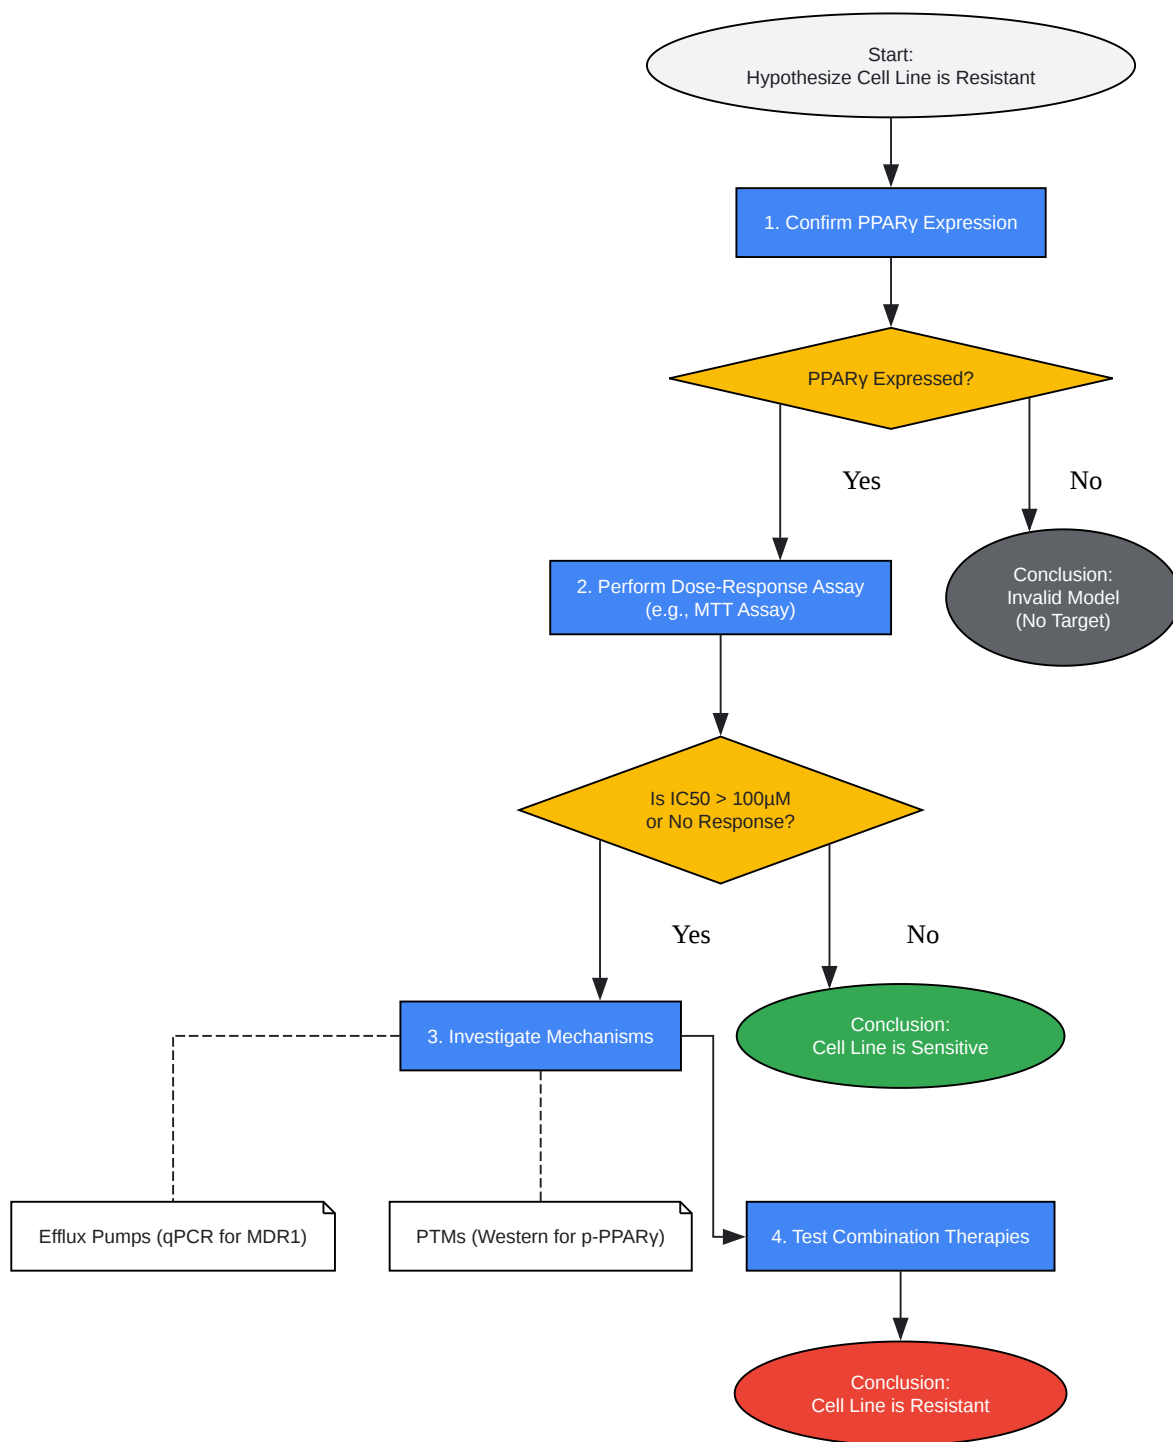 Start:
Hypothesize Cell Line is Resistant
1. Confirm PPARγ Expression
PPARγ Expressed?
Yes
No
2. Perform Dose-Response Assay
(e.g., MTT Assay)
Conclusion:
Invalid Model
(No Target)
Is IC50 > 100µM
or No Response?
Yes
No
3. Investigate Mechanisms
Conclusion:
Cell Line is Sensitive
Efflux Pumps (qPCR for MDR1)
PTMs (Western for p-PPARγ)
4. Test Combination Therapies
Conclusion:
Cell Line is Resistant